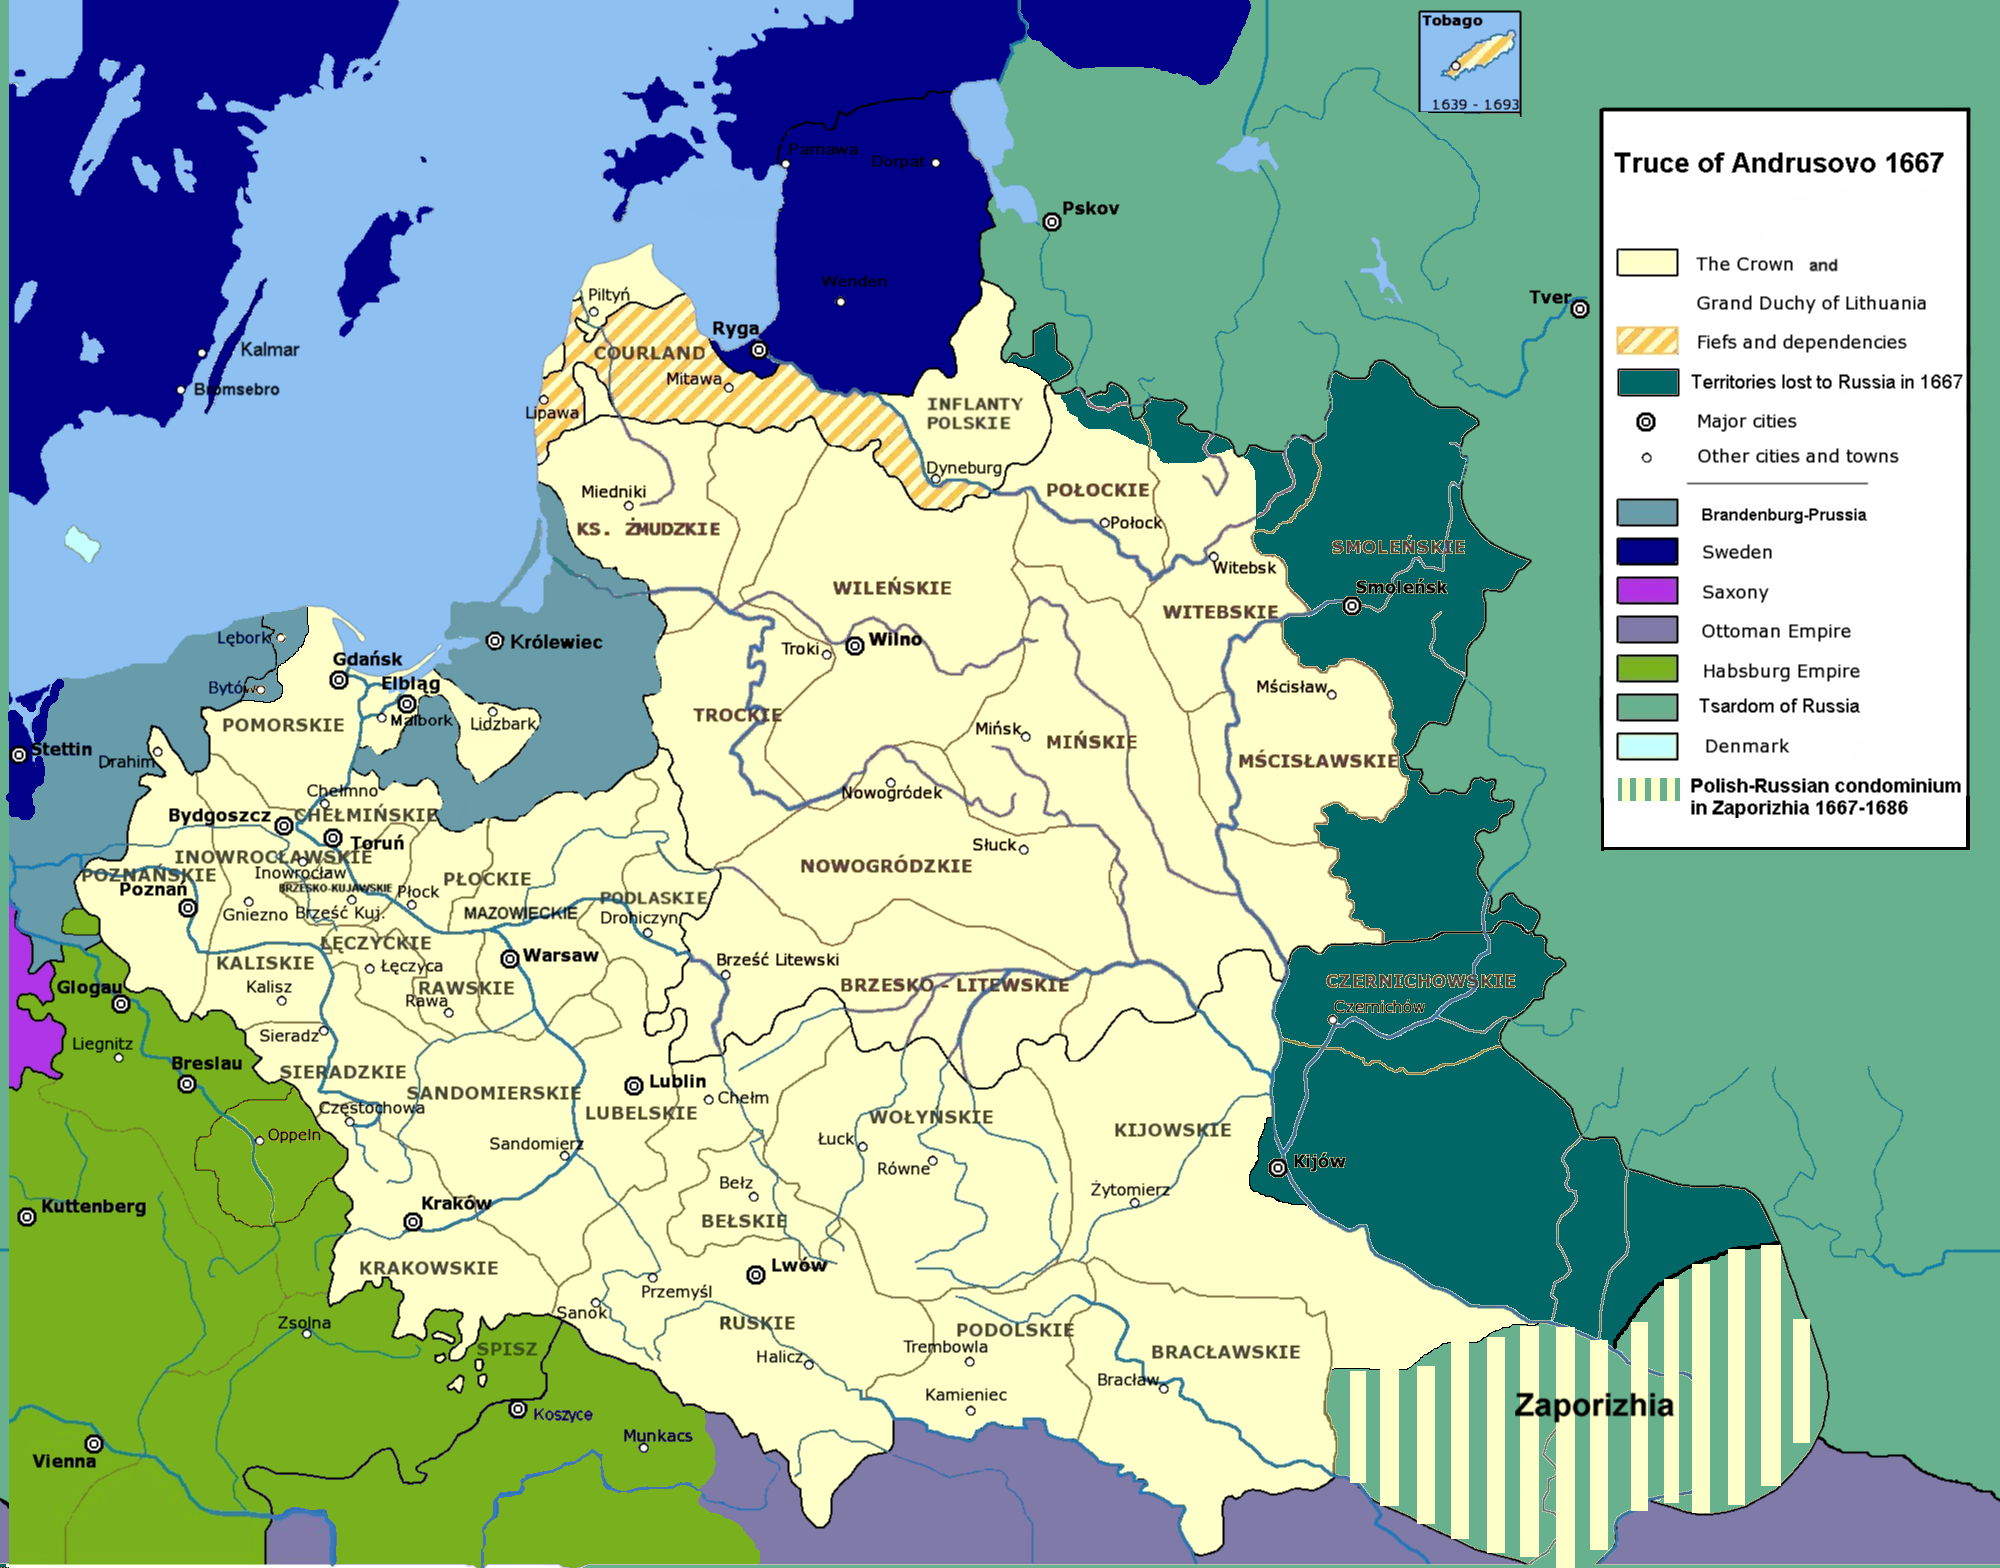 Tobago
1639 - 1693
Truce of Andrusovo 1667
The Crown and
Grand Duchy of Lithuania
Fiefs and dependencies
Territories lost to Russia in 1667
Major cities
Other cities and towns
Brandenburg-Prussia
Sweden
Saxony
Ottoman Empire
Habsburg Empire
Tsardom of Russia
Denmark
Polish-Russian condominium
in Zaporizhia 1667-1686
Parnawa
Dorpat
Pskov
Wenden
Piltyń
Tver
Ryga
Kalmar
COURLAND
Mitawa
Bromsebro
Lipawa
INFLANTY
POLSKIE
Dyneburg
Miedniki
POŁOCKIE
KS. ŻMUDZKIE
Połock
SMOLEŃSKIE
Witebsk
WILEŃSKIE
Smoleńsk
WITEBSKIE
Lębork
Królewiec
Wilno
Troki
Gdańsk
Elbląg
Bytów
Mścisław
Malbork
Lidzbark
POMORSKIE
TROCKIE
Mińsk
MIŃSKIE
Stettin
Drahim
MŚCISŁAWSKIE
Chełmno
Nowogródek
Bydgoszcz
CHEŁMIŃSKIE
Toruń
Słuck
INOWROCŁAWSKIE
NOWOGRÓDZKIE
POZNAŃSKIE
Inowrocław
Poznań
BRZESKO-KUJAWSKIE
Płock
PŁOCKIE
PODLASKIE
Gniezno
Brześć Kuj.
MAZOWIECKIE
Drohiczyn
ŁĘCZYCKIE
Warsaw
KALISKIE
Łęczyca
Brześć Litewski
Kalisz
RAWSKIE
BRZESKO - LITEWSKIE
CZERNICHOWSKIE
Glogau
Rawa
Czernichów
Sieradz
Liegnitz
Breslau
SIERADZKIE
SANDOMIERSKIE
Lublin
Chełm
LUBELSKIE
Częstochowa
WOŁYŃSKIE
KIJOWSKIE
Oppeln
Sandomierz
Łuck
Równe
Kijów
Bełz
Żytomierz
Kuttenberg
Kraków
BEŁSKIE
KRAKOWSKIE
Lwów
Przemyśl
Sanok
Zsolna
RUSKIE
PODOLSKIE
SPISZ
Trembowla
Halicz
BRACŁAWSKIE
Bracław
Kamieniec
Zaporizhia
Koszyce
Munkacs
Vienna